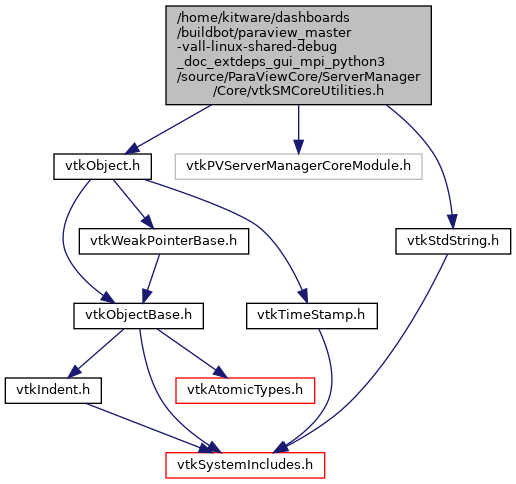 /home/kitware/dashboards
/buildbot/paraview_master
-vall-linux-shared-debug
_doc_extdeps_gui_mpi_python3
/source/ParaViewCore/ServerManager
/Core/vtkSMCoreUtilities.h
vtkObject.h
vtkPVServerManagerCoreModule.h
vtkWeakPointerBase.h
vtkStdString.h
vtkObjectBase.h
vtkTimeStamp.h
vtkIndent.h
vtkAtomicTypes.h
vtkSystemIncludes.h